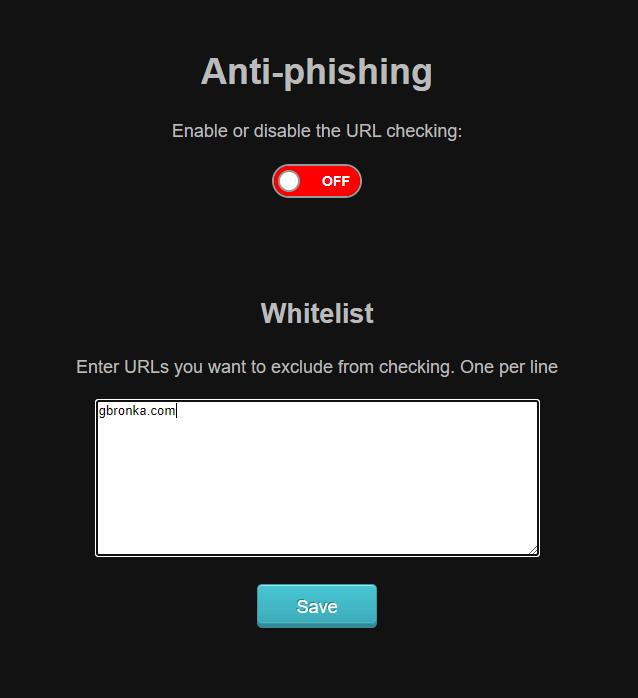 Anti-phishing
Enable or disable the URL checking:
OFF
Whitelist
Enter URLs you want to exclude from checking. One per line
gbronka.com
Save